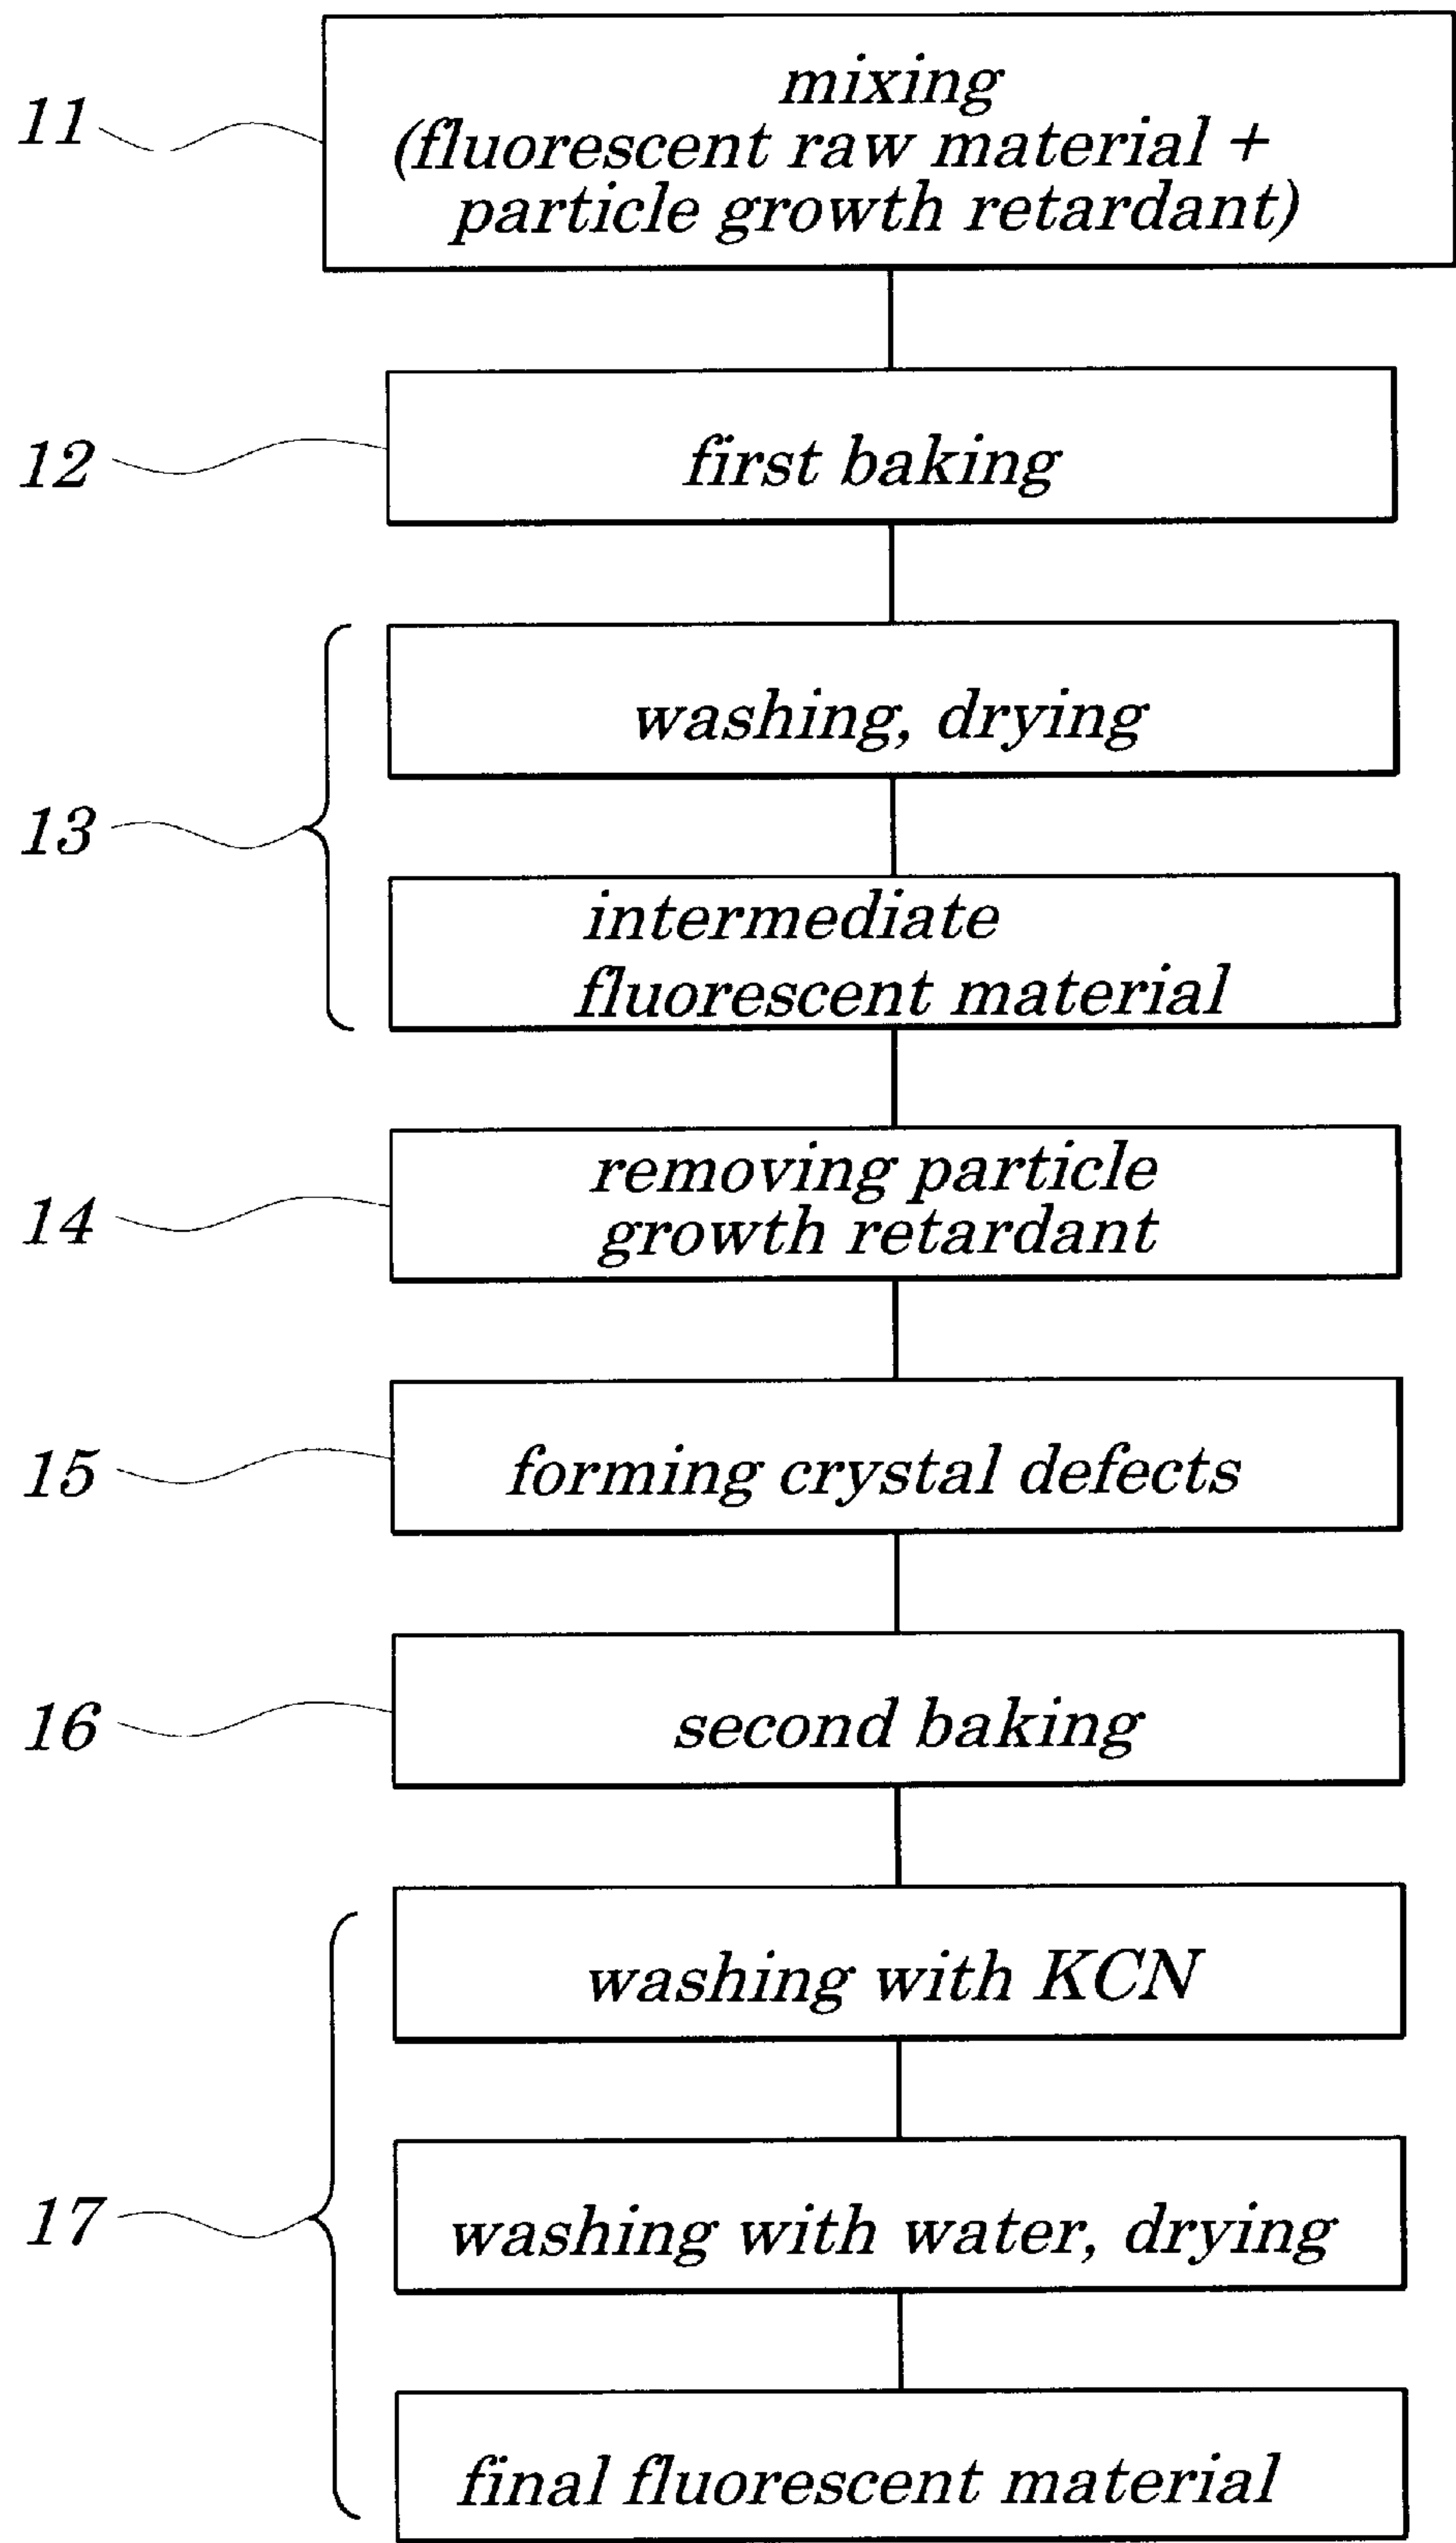 11
mixing
(fluorescent raw material +
particle growth retardant)
12
first baking
washing, drying
13
intermediate
fluorescent material
14
removing particle
growth retardant
15
forming crystal defects
16
second baking
washing with KCN
17
washing with water, drying
final fluorescent material